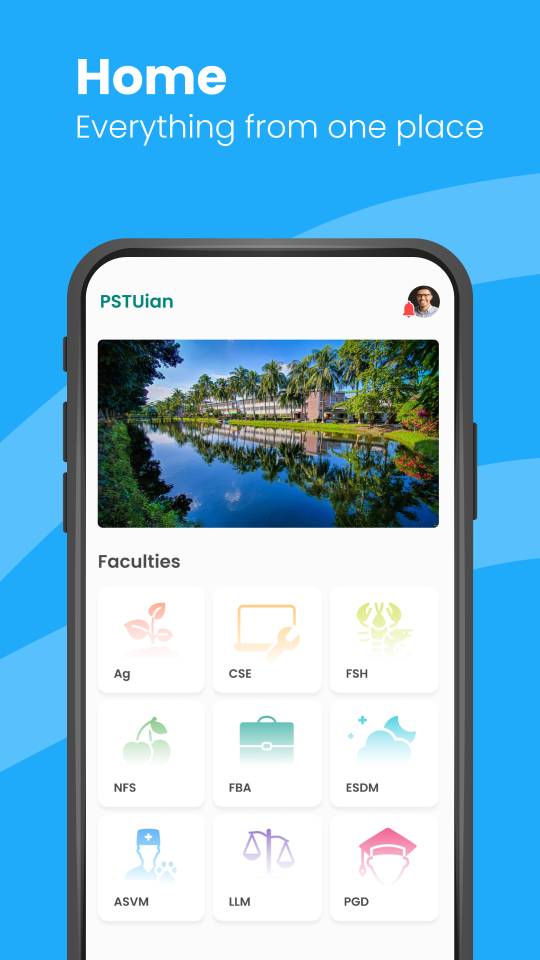 Home
Everything from one place
PSTUian
Faculties
Ag
CSE
FSH
NFS
FBA
ESDM
ASVM
LLM
PGD